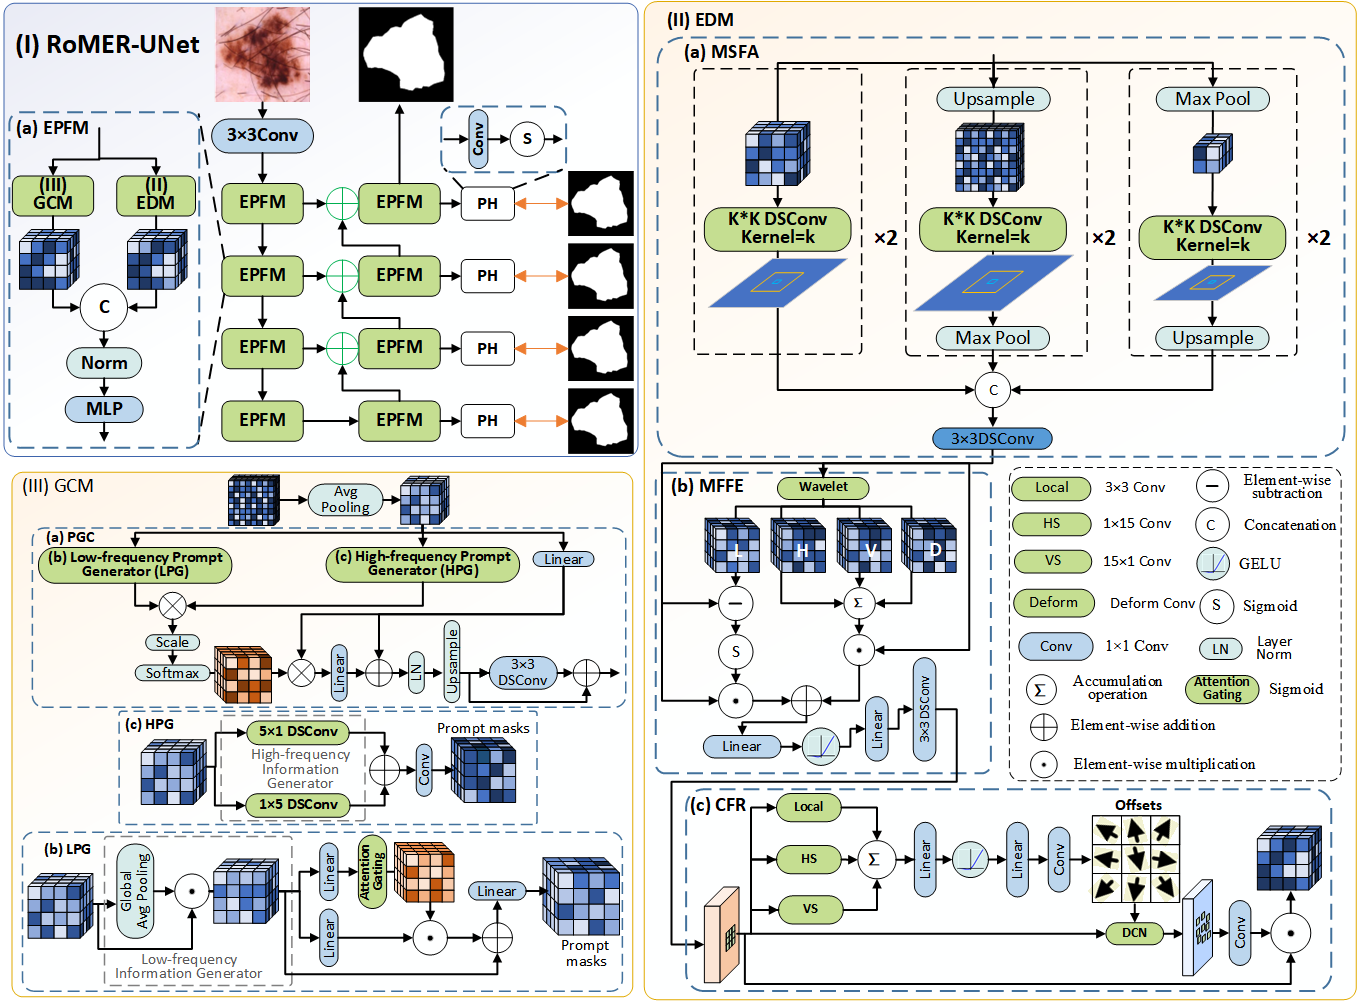 (I) RoMER-UNet
(a) EPFM
(III)
GCM
(II)
EDM
C
Norm
MLP
3×3Conv
Conv
S
EPFM
EPFM
PH
EPFM
EPFM
PH
EPFM
EPFM
PH
EPFM
EPFM
PH
(II) EDM
(a) MSFA
Upsample
Max Pool
K*K DSConv
Kernel=k
×2
K*K DSConv
Kernel=k
×2
K*K DSConv
Kernel=k
×2
Max Pool
Upsample
C
3×3DSConv
(b) MFFE
Wavelet
L
H
V
D
−
Σ
S
Linear
Linear
3×3 DSConv
Local
3×3 Conv
HS
1×15 Conv
VS
15×1 Conv
Deform
Deform Conv
Conv
1×1 Conv
Σ
Accumulation
operation
Element-wise addition
Element-wise multiplication
Element-wise
subtraction
C
Concatenation
GELU
S
Sigmoid
LN
Layer
Norm
Attention
Gating
Sigmoid
(c) CFR
Local
HS
VS
Σ
Linear
Linear
Conv
Offsets
DCN
Conv
(III) GCM
Avg
Pooling
(a) PGC
(b) Low-frequency Prompt
Generator (LPG)
(c) High-frequency Prompt
Generator (HPG)
Linear
Scale
Softmax
Linear
LN
Upsample
3×3
DSConv
(c) HPG
5×1 DSConv
High-frequency
Information
Generator
1×5 DSConv
Conv
Prompt masks
(b) LPG
Global
Avg Pooling
Low-frequency
Information Generator
Linear
Attention
Gating
Linear
Linear
Prompt
masks